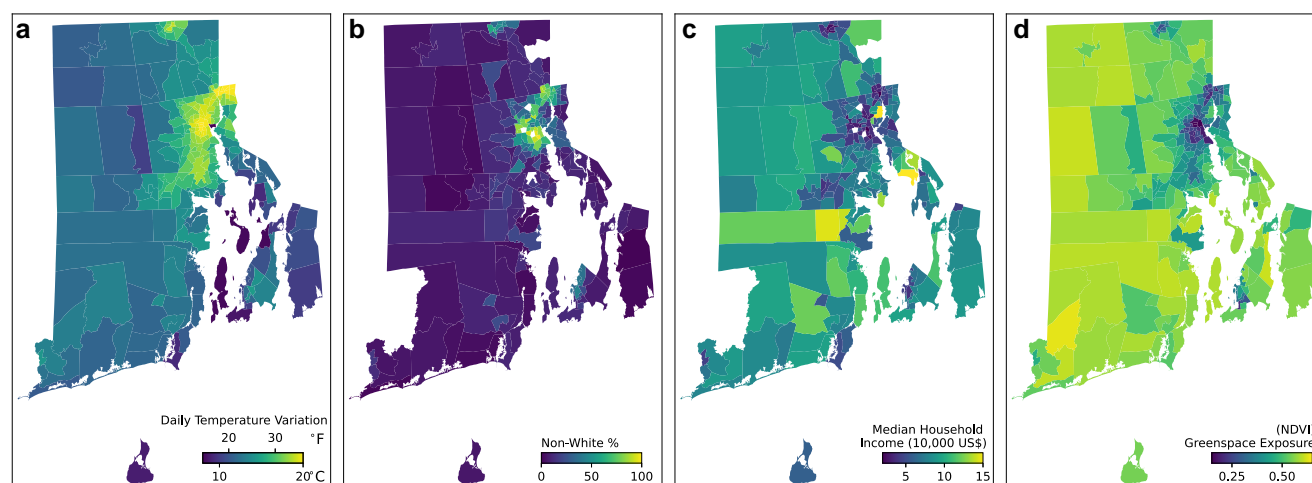 a
Daily Temperature Variation
20 30 °F
10 20°C
b
Non-White %
0 50 100
c
Median Household
Income (10,000 US$)
5 10 15
d
(NDVI)
Greenspace Exposure
0.25 0.50